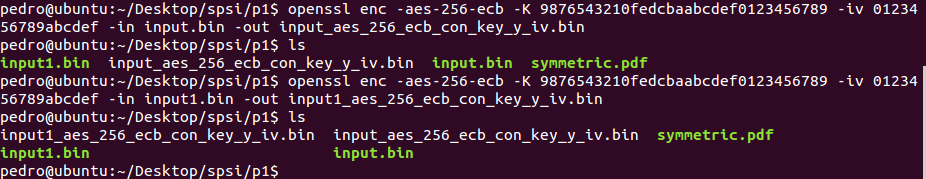 pedro@ubuntu:~/Desktop/spsi/p1$ openssl enc -aes-256-ecb -K 9876543210fedcbaabcdef0123456789 -iv 01234
56789abcdef -in input.bin -out input_aes_256_ecb_con_key_y_iv.bin
pedro@ubuntu:~/Desktop/spsi/p1$ ls
input1.bin  input_aes_256_ecb_con_key_y_iv.bin  input.bin  symmetric.pdf
pedro@ubuntu:~/Desktop/spsi/p1$ openssl enc -aes-256-ecb -K 9876543210fedcbaabcdef0123456789 -iv 01234
56789abcdef -in input1.bin -out input1_aes_256_ecb_con_key_y_iv.bin
pedro@ubuntu:~/Desktop/spsi/p1$ ls
input1_aes_256_ecb_con_key_y_iv.bin  input_aes_256_ecb_con_key_y_iv.bin  symmetric.pdf
input1.bin                           input.bin
pedro@ubuntu:~/Desktop/spsi/p1$